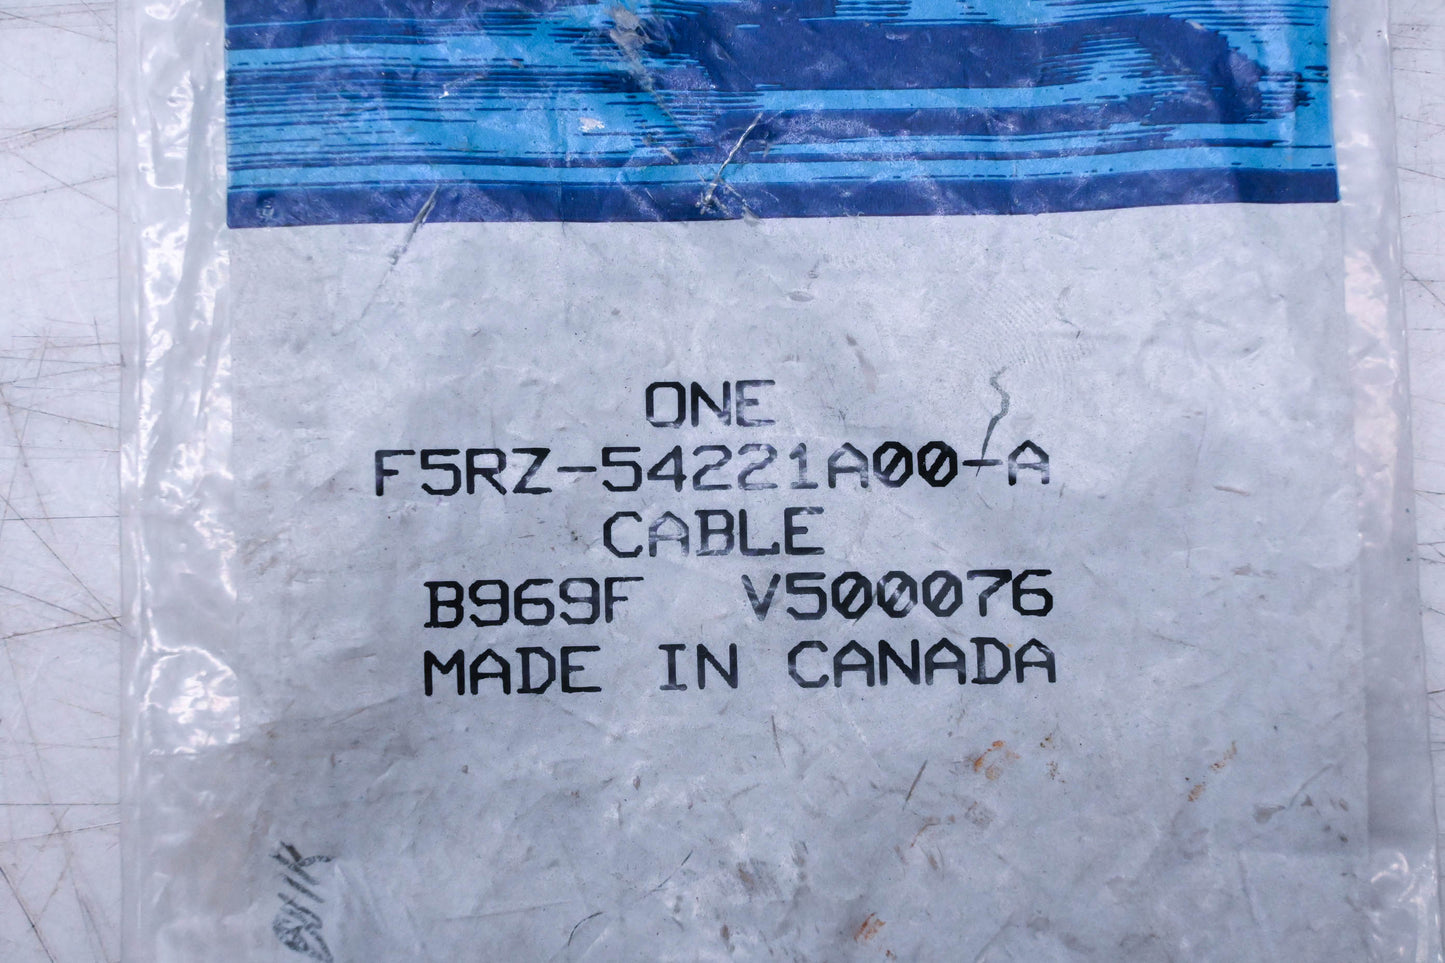 ONE
F5RZ-54221A00-A
CABLE
B969F V500076
MADE IN CANADA